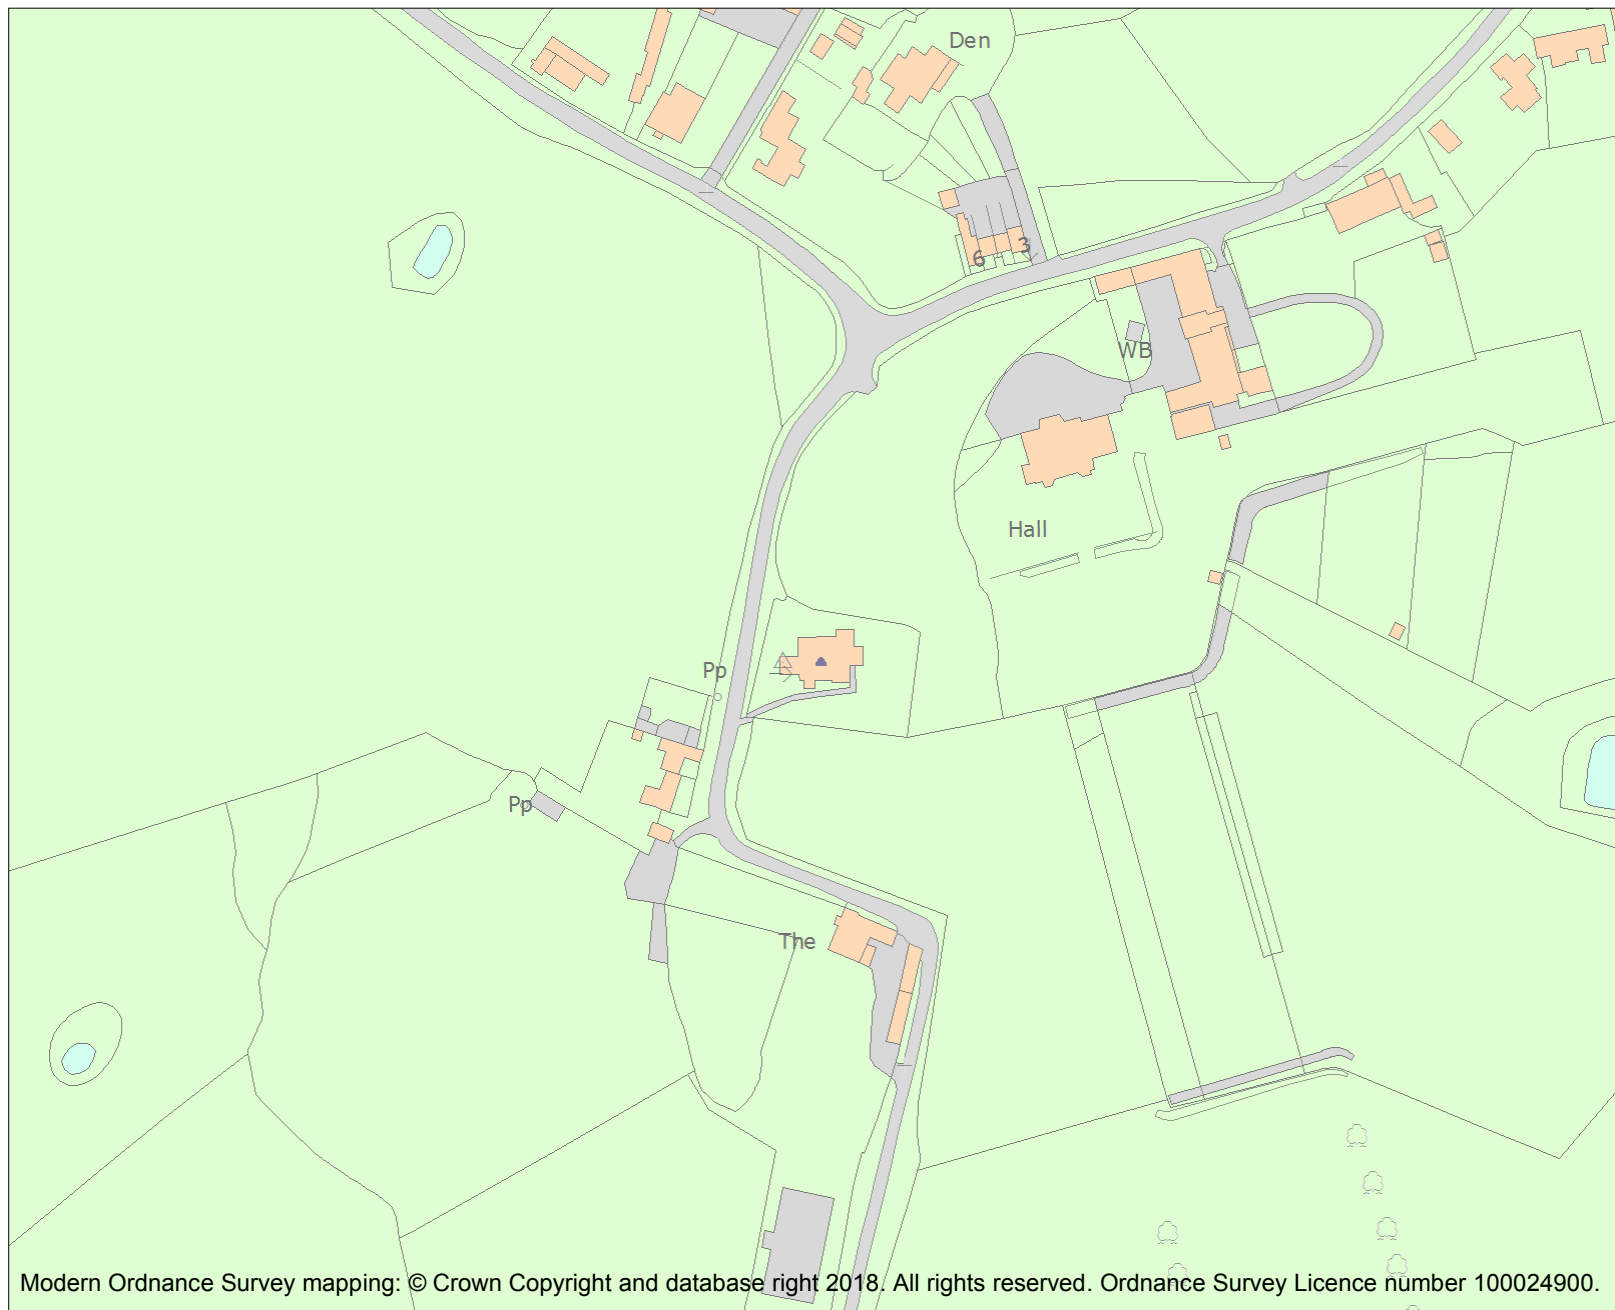 Den
3
6
WB
Hall
Pp
Pp
The
Modern Ordnance Survey mapping: © Crown Copyright and database right 2018. All rights reserved. Ordnance Survey Licence number 100024900.